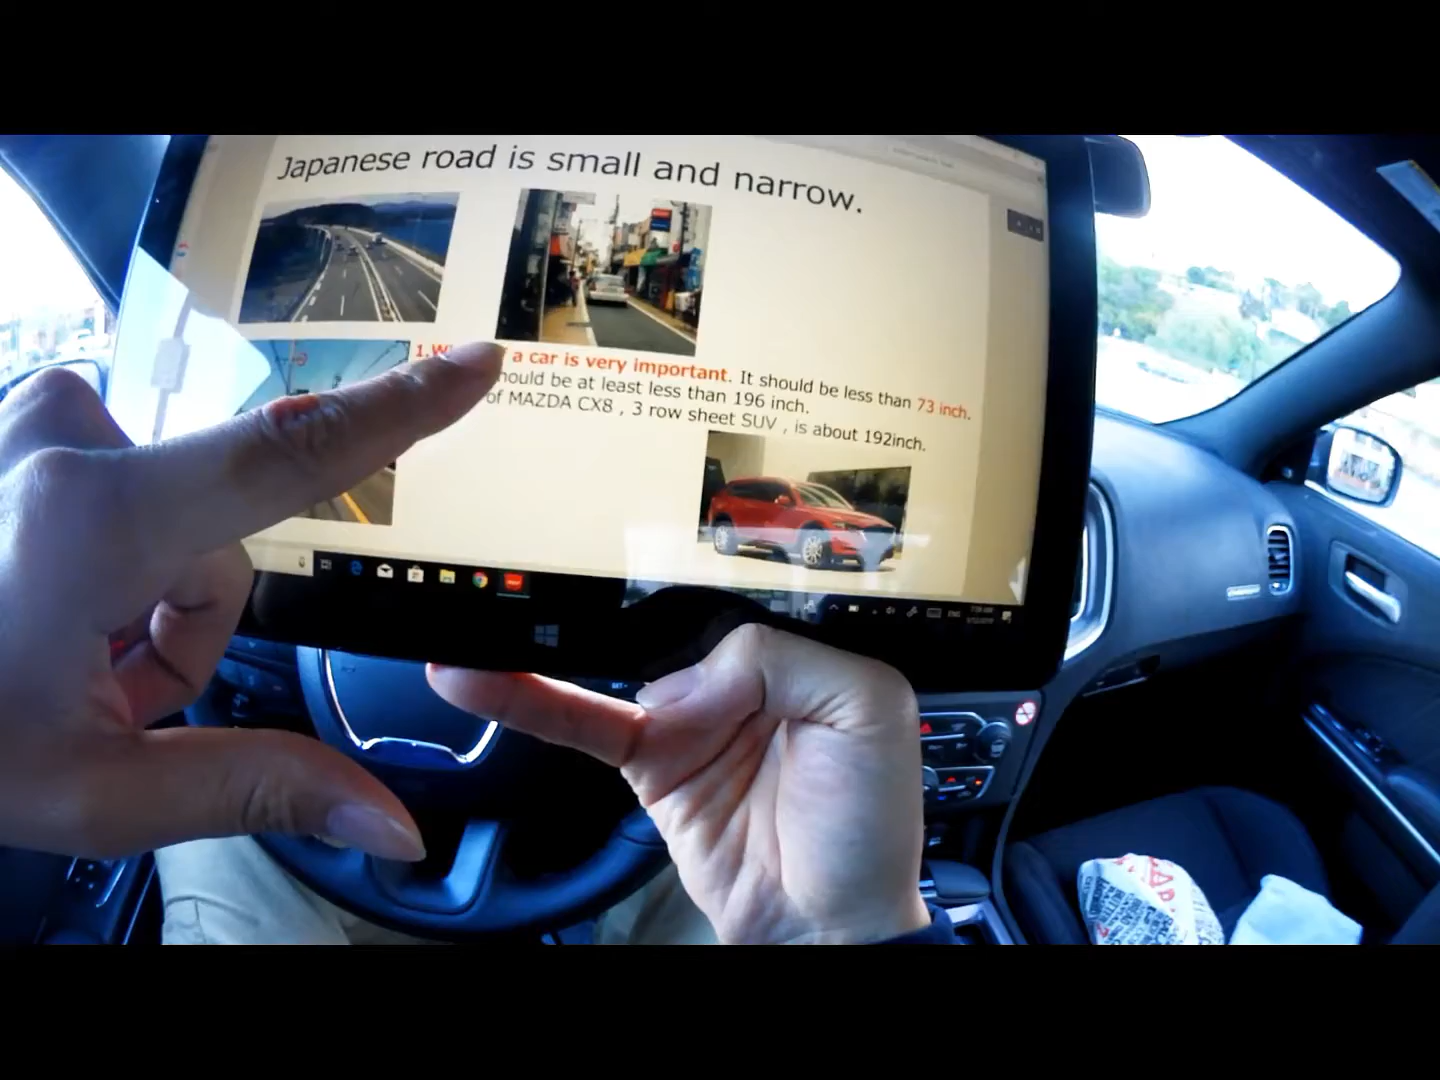 Japanese road is small and narrow.
1.W a car is very important. It should be less than 73 inch.
hould be at least less than 196 inch.
of MAZDA CX8 , 3 row sheet SUV , is about 192inch.